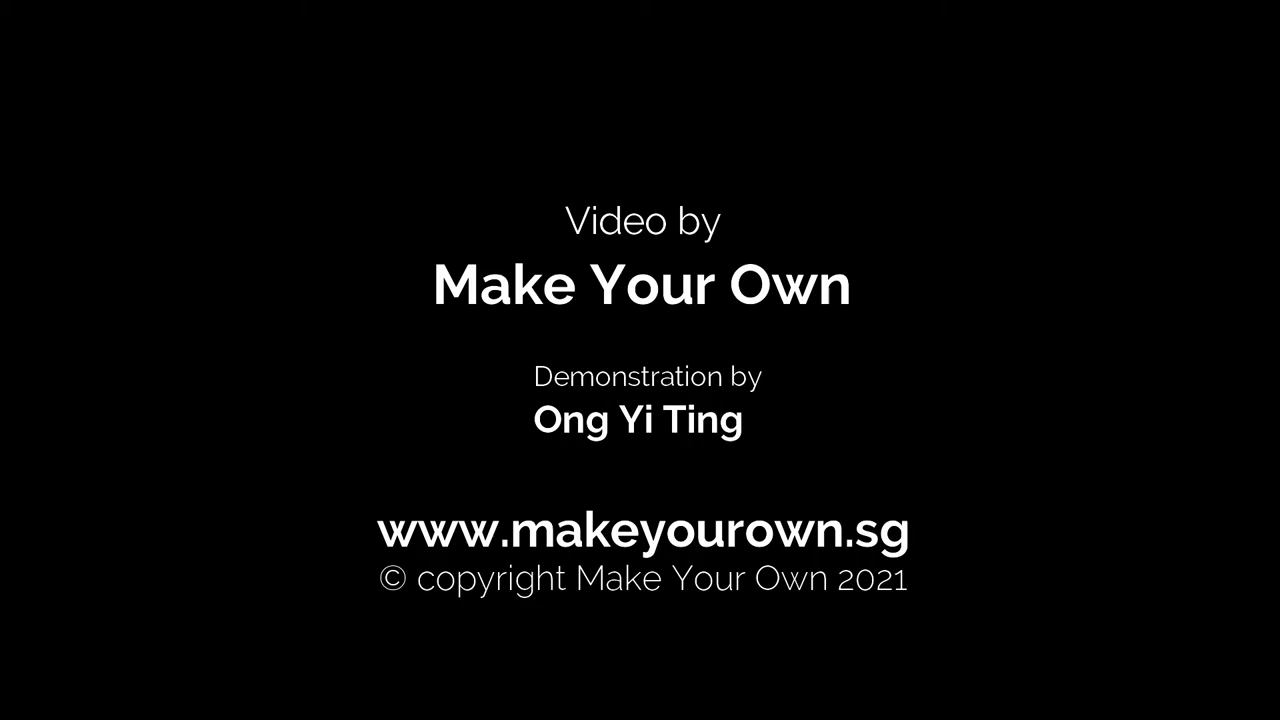 Video by
Make Your Own
Demonstration by
Ong Yi Ting
www.makeyourown.sg
© copyright Make Your Own 2021